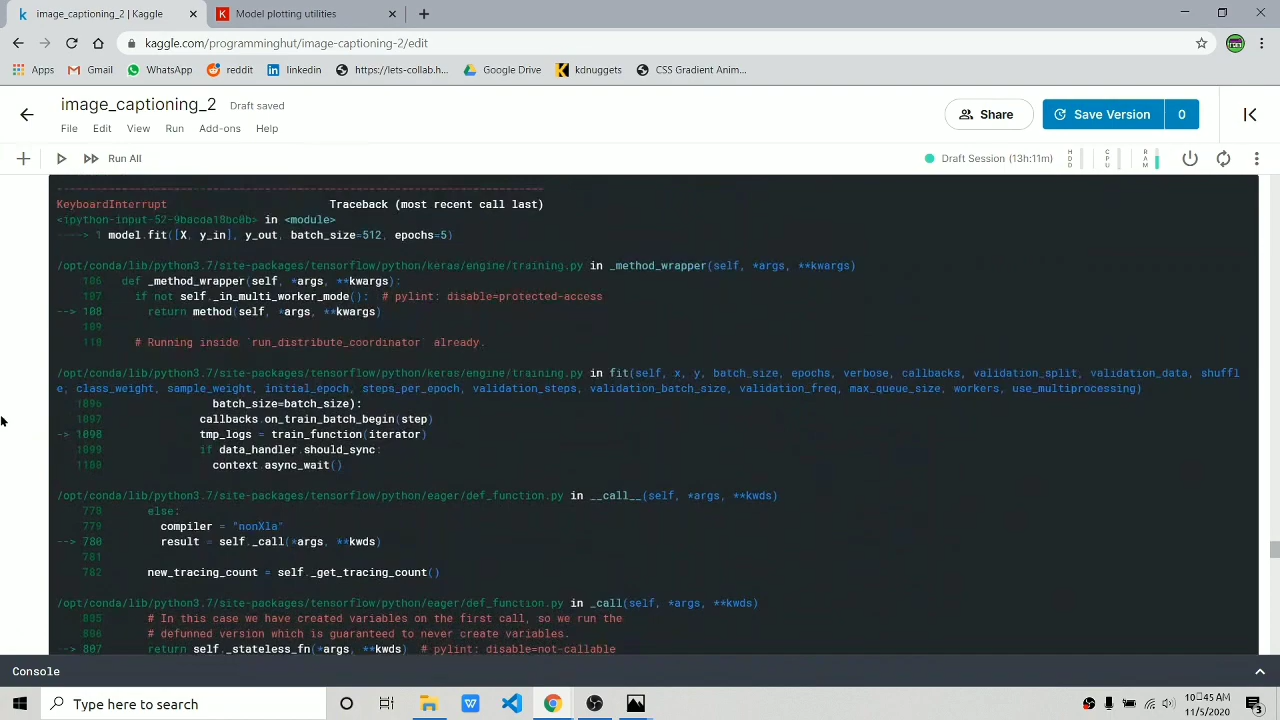 image_captioning_2 | Kaggle
Model plotting utilities
kaggle.com/programminghut/image-captioning-2/edit
Apps Gmail WhatsApp reddit linkedin https://lets-collab.h... Google Drive kdnuggets CSS Gradient Anim...
image_captioning_2 Draft saved
Share Save Version 0
File Edit View Run Add-ons Help
Run All Draft Session (13h:11m) HDD CPU RAM
---------------------------------------------------------------------------
KeyboardInterrupt Traceback (most recent call last)
<ipython-input-52-9bacda18bc0b> in <module>
----> 1 model.fit([X, y_in], y_out, batch_size=512, epochs=5)
/opt/conda/lib/python3.7/site-packages/tensorflow/python/keras/engine/training.py in _method_wrapper(self, *args, **kwargs)
106 def _method_wrapper(self, *args, **kwargs):
107 if not self._in_multi_worker_mode(): # pylint: disable=protected-access
--> 108 return method(self, *args, **kwargs)
109
110 # Running inside `run_distribute_coordinator` already.
/opt/conda/lib/python3.7/site-packages/tensorflow/python/keras/engine/training.py in fit(self, x, y, batch_size, epochs, verbose, callbacks, validation_split, validation_data, shuffl
e, class_weight, sample_weight, initial_epoch, steps_per_epoch, validation_steps, validation_batch_size, validation_freq, max_queue_size, workers, use_multiprocessing)
1096 batch_size=batch_size):
1097 callbacks.on_train_batch_begin(step)
-> 1098 tmp_logs = train_function(iterator)
1099 if data_handler.should_sync:
1100 context.async_wait()
/opt/conda/lib/python3.7/site-packages/tensorflow/python/eager/def_function.py in __call__(self, *args, **kwds)
778 else:
779 compiler = "nonXla"
--> 780 result = self._call(*args, **kwds)
781
782 new_tracing_count = self._get_tracing_count()
/opt/conda/lib/python3.7/site-packages/tensorflow/python/eager/def_function.py in _call(self, *args, **kwds)
805 # In this case we have created variables on the first call, so we run the
806 # defunned version which is guaranteed to never create variables.
--> 807 return self._stateless_fn(*args, **kwds) # pylint: disable=not-callable
Console
Type here to search
10:45 AM
11/5/2020
3